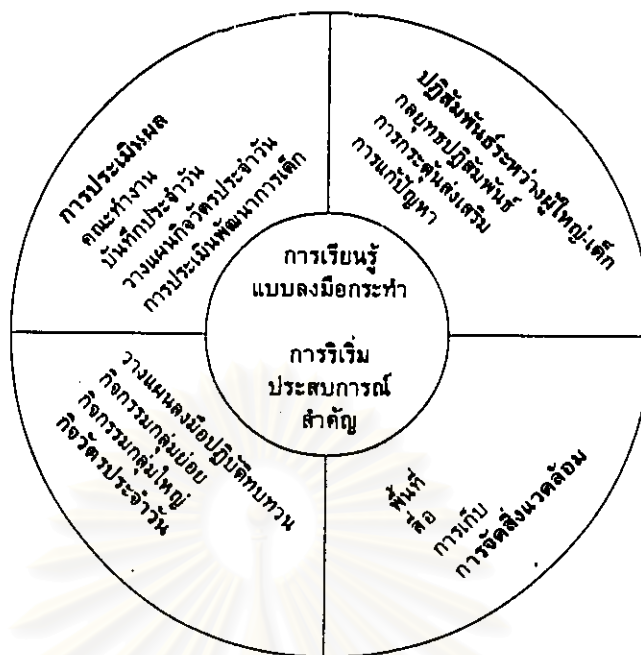 การประเมินผล
คณะทำงาน
บันทึกประจำวัน
วางแผนกิจวัตรประจำวัน
การประเมินพัฒนาการเด็ก
ปฏิสัมพันธ์ระหว่างผู้ใหญ่-เด็ก
กลยุทธปฏิสัมพันธ์
การกระตุ้นส่งเสริม
การแก้ปัญหา
การเรียนรู้
แบบลงมือกระทำ
การริเริ่ม
ประสบการณ์
สำคัญ
วางแผนลงมือปฏิบัติทบทวน
กิจกรรมกลุ่มย่อย
กิจกรรมกลุ่มใหญ่
กิจวัตรประจำวัน
พื้นที่
สื่อ
การเก็บ
การจัดสิ่งแวดล้อม